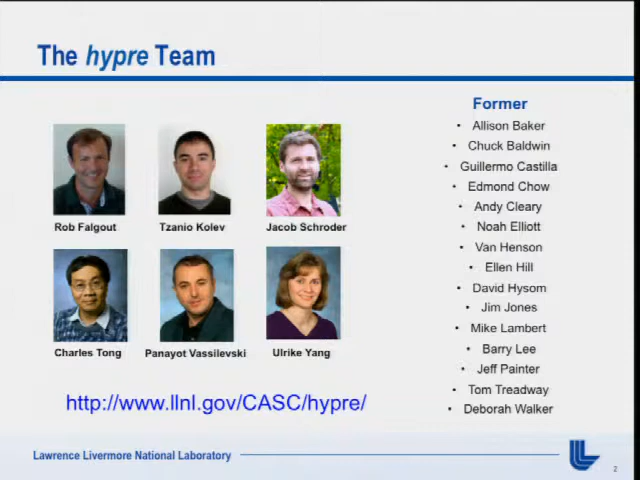 The hypre Team
Rob Falgout
Tzanio Kolev
Jacob Schroder
Charles Tong
Panayot Vassilevski
Ulrike Yang
http://www.llnl.gov/CASC/hypre/
Former
• Allison Baker
• Chuck Baldwin
• Guillermo Castilla
• Edmond Chow
• Andy Cleary
• Noah Elliott
• Van Henson
• Ellen Hill
• David Hysom
• Jim Jones
• Mike Lambert
• Barry Lee
• Jeff Painter
• Tom Treadway
• Deborah Walker
Lawrence Livermore National Laboratory
2